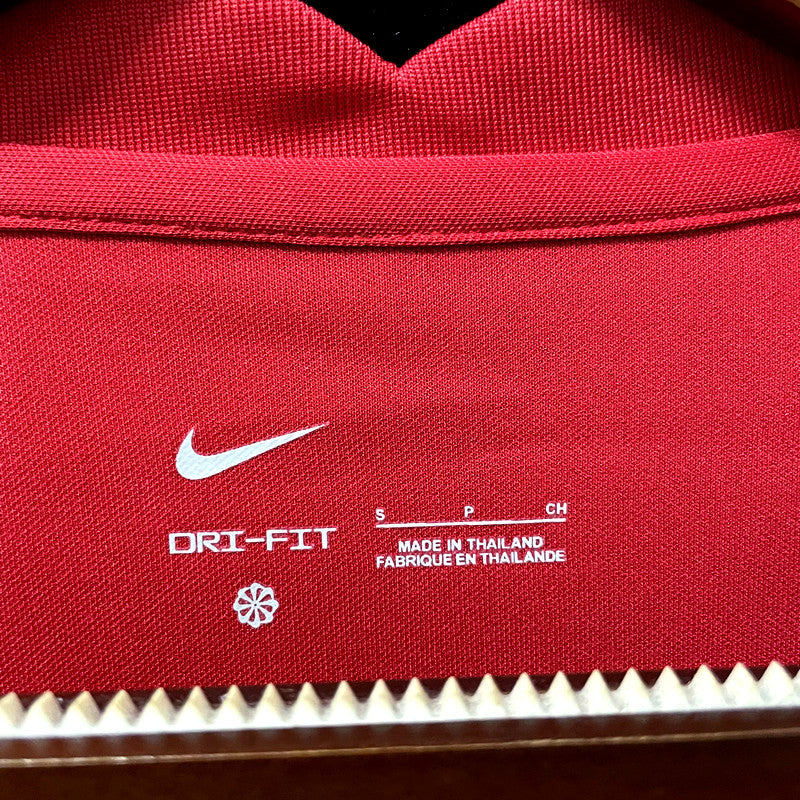 DRI-FIT
S P CH
MADE IN THAILAND
FABRIQUE EN THAILANDE